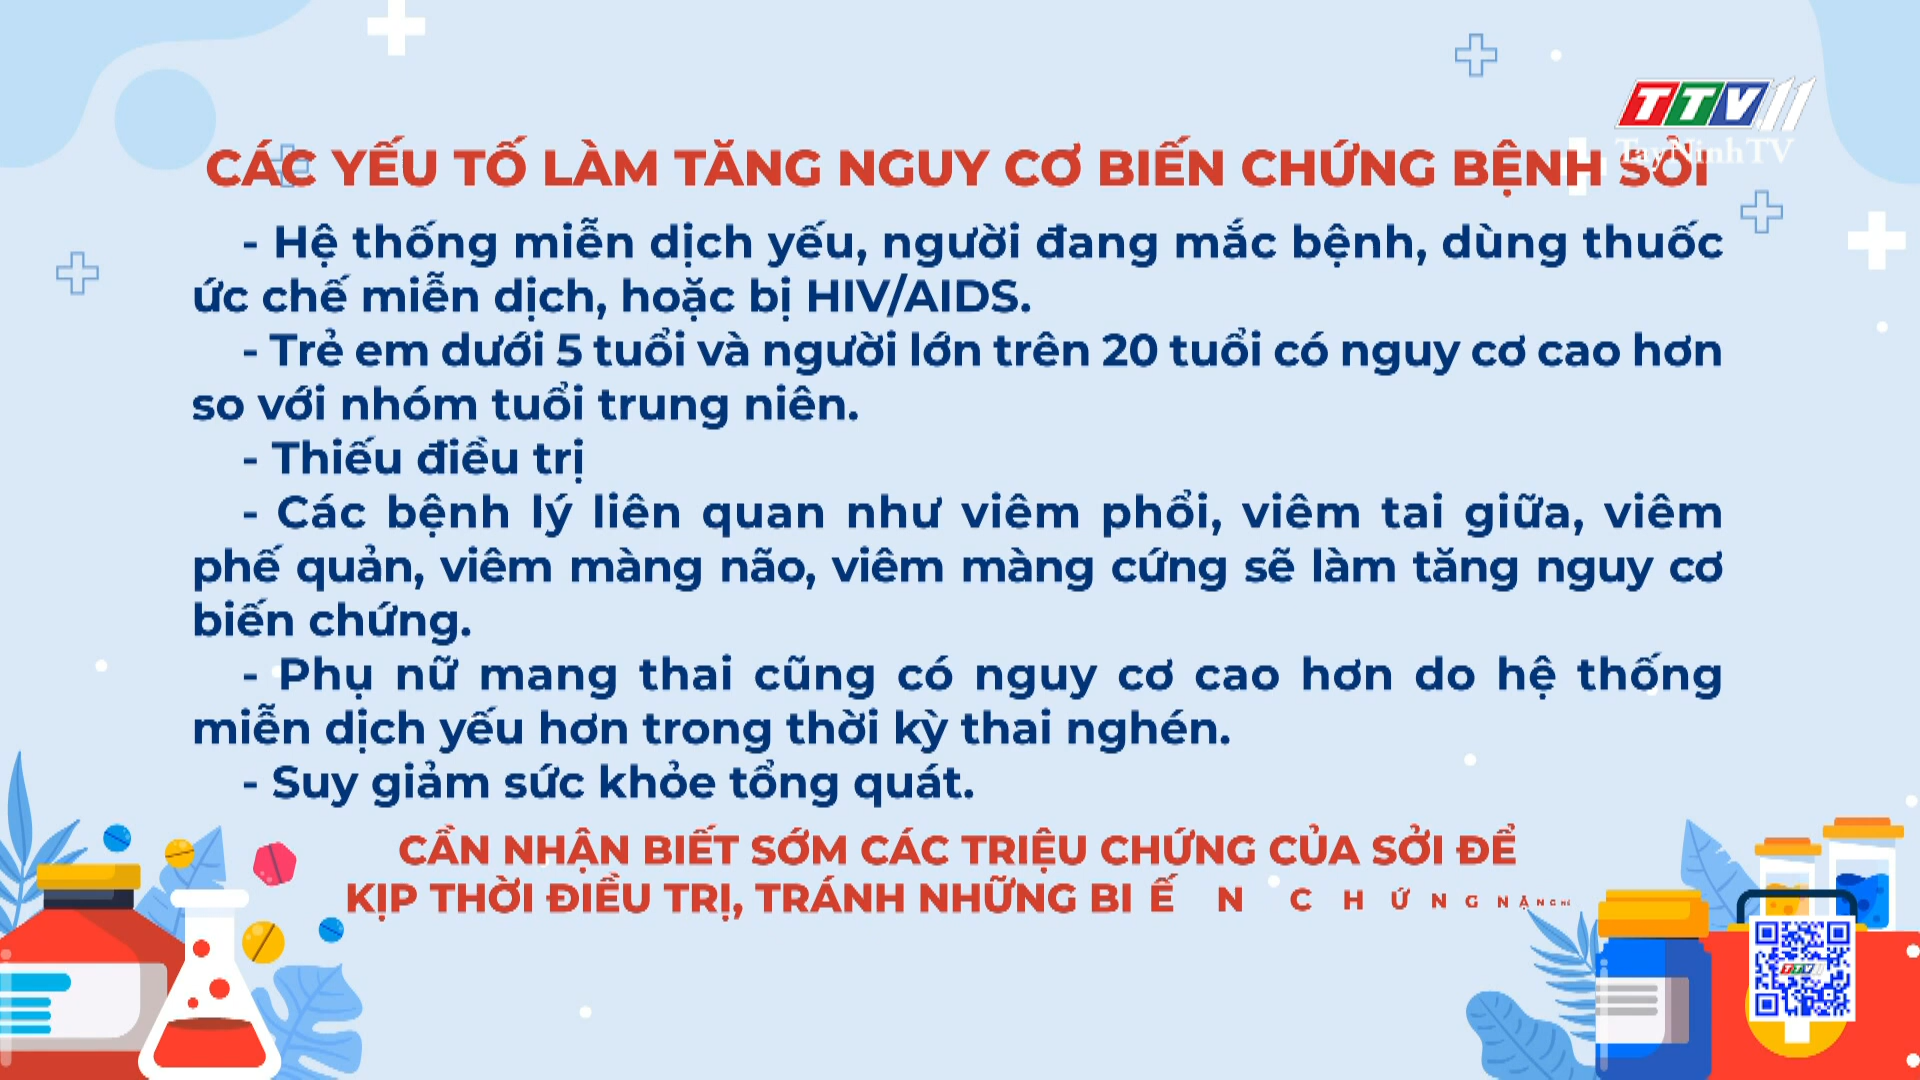 TTV11
TayNinhTV
CÁC YẾU TỐ LÀM TĂNG NGUY CƠ BIẾN CHỨNG BỆNH SỞI
- Hệ thống miễn dịch yếu, người đang mắc bệnh, dùng thuốc
ức chế miễn dịch, hoặc bị HIV/AIDS.
- Trẻ em dưới 5 tuổi và người lớn trên 20 tuổi có nguy cơ cao hơn
so với nhóm tuổi trung niên.
- Thiếu điều trị
- Các bệnh lý liên quan như viêm phổi, viêm tai giữa, viêm
phế quản, viêm màng não, viêm màng cứng sẽ làm tăng nguy cơ
biến chứng.
- Phụ nữ mang thai cũng có nguy cơ cao hơn do hệ thống
miễn dịch yếu hơn trong thời kỳ thai nghén.
- Suy giảm sức khỏe tổng quát.
CẦN NHẬN BIẾT SỚM CÁC TRIỆU CHỨNG CỦA SỞI ĐỂ
KỊP THỜI ĐIỀU TRỊ, TRÁNH NHỮNG BIẾN CHỨNG NẶNG
TTV11